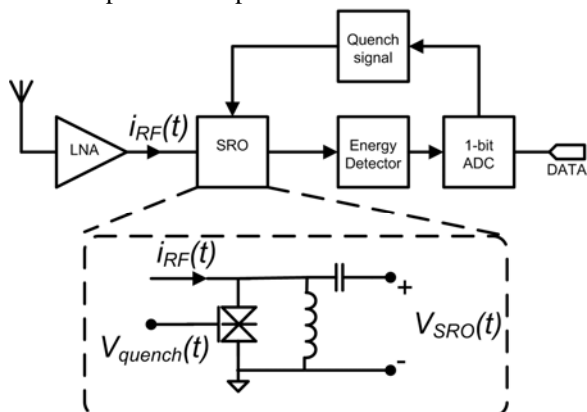 Quench
signal
i_RF(t)
LNA
SRO
Energy
Detector
1-bit
ADC
DATA
i_RF(t)
+
V_quench(t)
V_SRO(t)
-